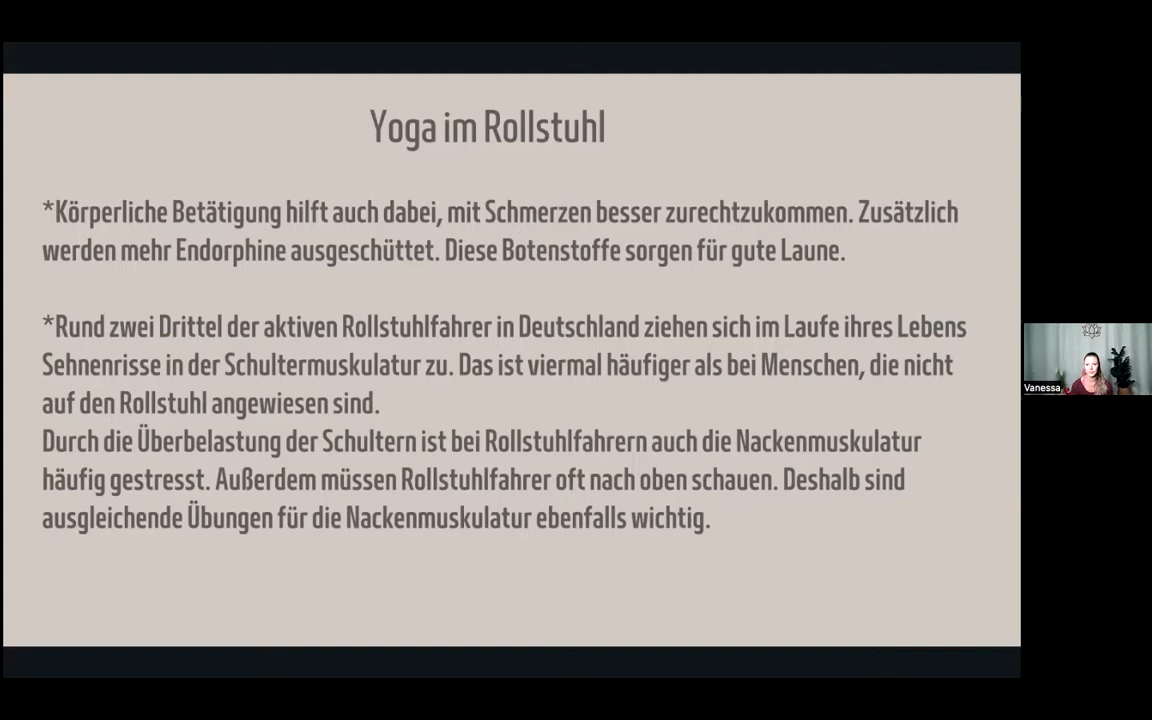 Yoga im Rollstuhl
*Körperliche Betätigung hilft auch dabei, mit Schmerzen besser zurechtzukommen. Zusätzlich
werden mehr Endorphine ausgeschüttet. Diese Botenstoffe sorgen für gute Laune.
*Rund zwei Drittel der aktiven Rollstuhlfahrer in Deutschland ziehen sich im Laufe ihres Lebens
Sehnenrisse in der Schultermuskulatur zu. Das ist viermal häufiger als bei Menschen, die nicht
auf den Rollstuhl angewiesen sind.
Durch die Überbelastung der Schultern ist bei Rollstuhlfahrern auch die Nackenmuskulatur
häufig gestresst. Außerdem müssen Rollstuhlfahrer oft nach oben schauen. Deshalb sind
ausgleichende Übungen für die Nackenmuskulatur ebenfalls wichtig.
Vanessa